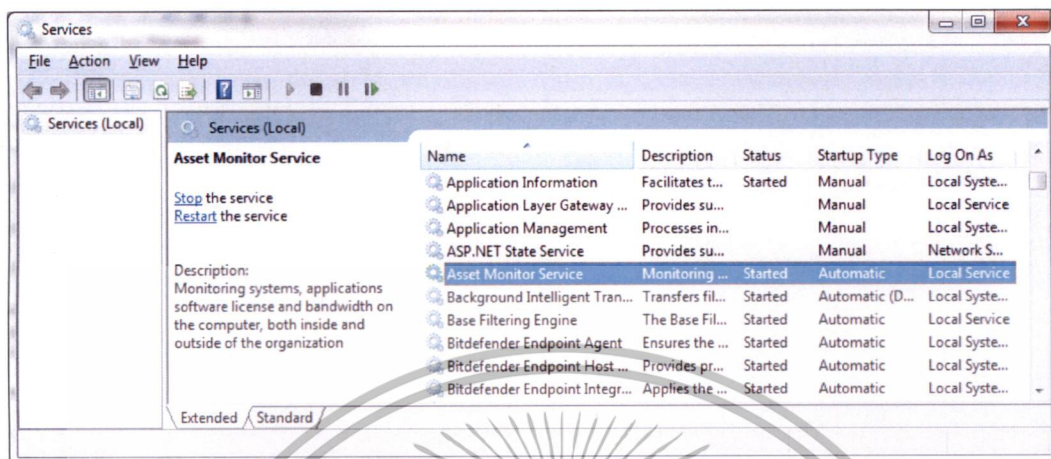 Services
File Action View Help
Services (Local)
Services (Local)
Asset Monitor Service
Stop the service
Restart the service
Description:
Monitoring systems, applications
software license and bandwidth on
the computer, both inside and
outside of the organization
Name Description Status Startup Type Log On As
Application Information Facilitates t... Started Manual Local Syste...
Application Layer Gateway ... Provides su... Manual Local Service
Application Management Processes in... Manual Local Syste...
ASP.NET State Service Provides su... Manual Network S...
Asset Monitor Service Monitoring ... Started Automatic Local Service
Background Intelligent Tran... Transfers fil... Started Automatic (D... Local Syste...
Base Filtering Engine The Base Fil... Started Automatic Local Service
Bitdefender Endpoint Agent Ensures the ... Started Automatic Local Syste...
Bitdefender Endpoint Host ... Provides pr... Started Automatic Local Syste...
Bitdefender Endpoint Integr... Applies the ... Started Automatic Local Syste...
Extended Standard